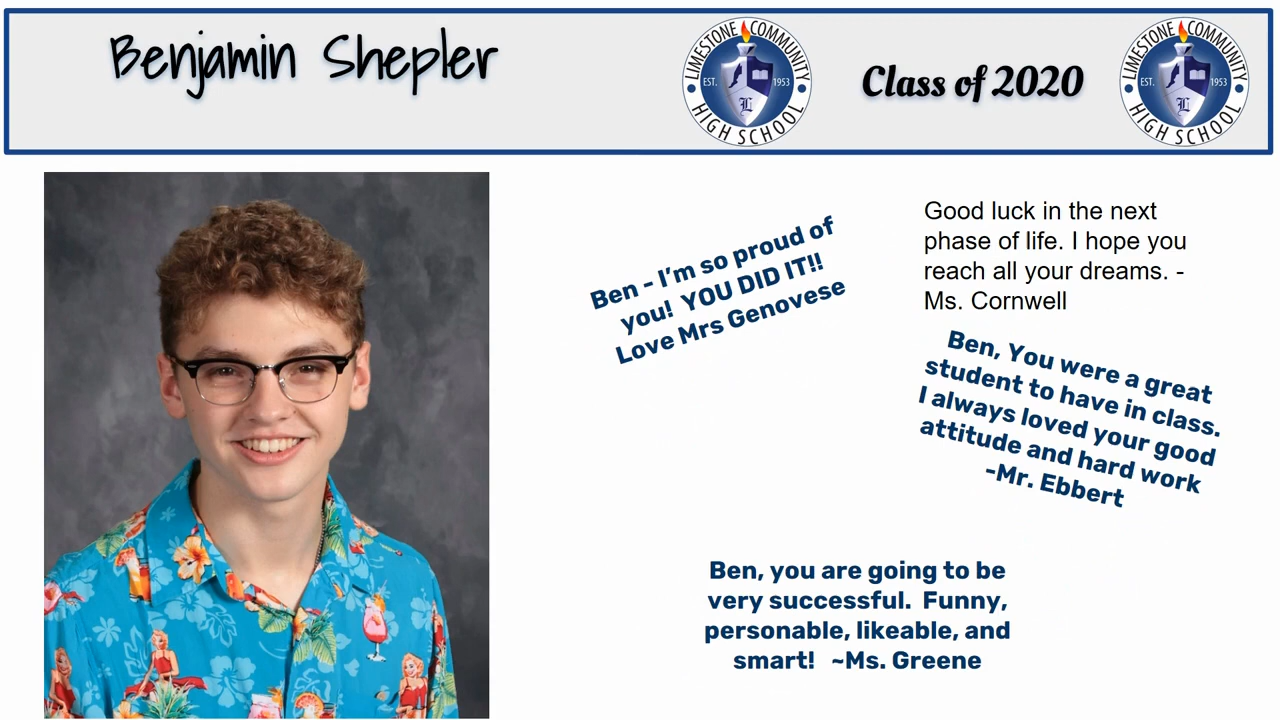 Benjamin Shepler
LIMESTONE COMMUNITY
EST. 1953
L
HIGH SCHOOL
Class of 2020
LIMESTONE COMMUNITY
EST. 1953
L
HIGH SCHOOL
Ben - I'm so proud of
you!  YOU DID IT!!
Love Mrs Genovese
Good luck in the next
phase of life. I hope you
reach all your dreams. -
Ms. Cornwell
Ben, You were a great
student to have in class.
I always loved your good
attitude and hard work
-Mr. Ebbert
Ben, you are going to be
very successful.  Funny,
personable, likeable, and
smart!   ~Ms. Greene